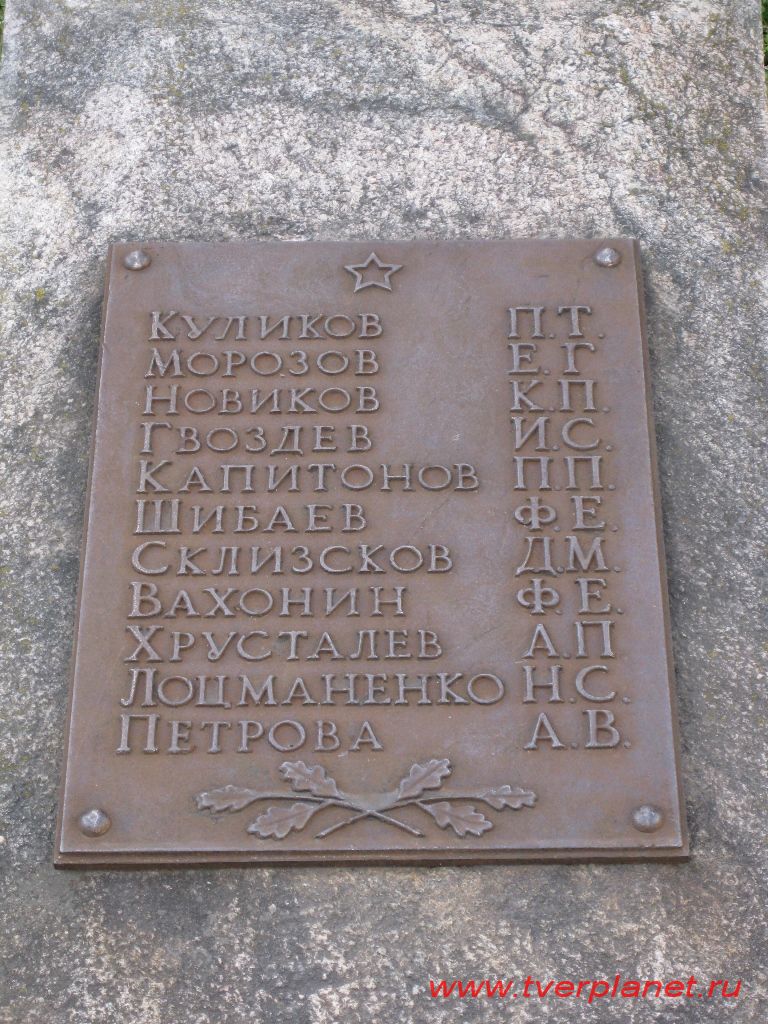 Куликов П.Т.
Морозов Е.Г
Новиков К.П.
Гвоздев И.С.
Капитонов П.П.
Шибаев Ф.Е.
Склизсков Д.М.
Вахонин Ф.Е.
Хрусталев А.П
Лоцманенко Н.С.
Петрова А.В.
www.tverplanet.ru